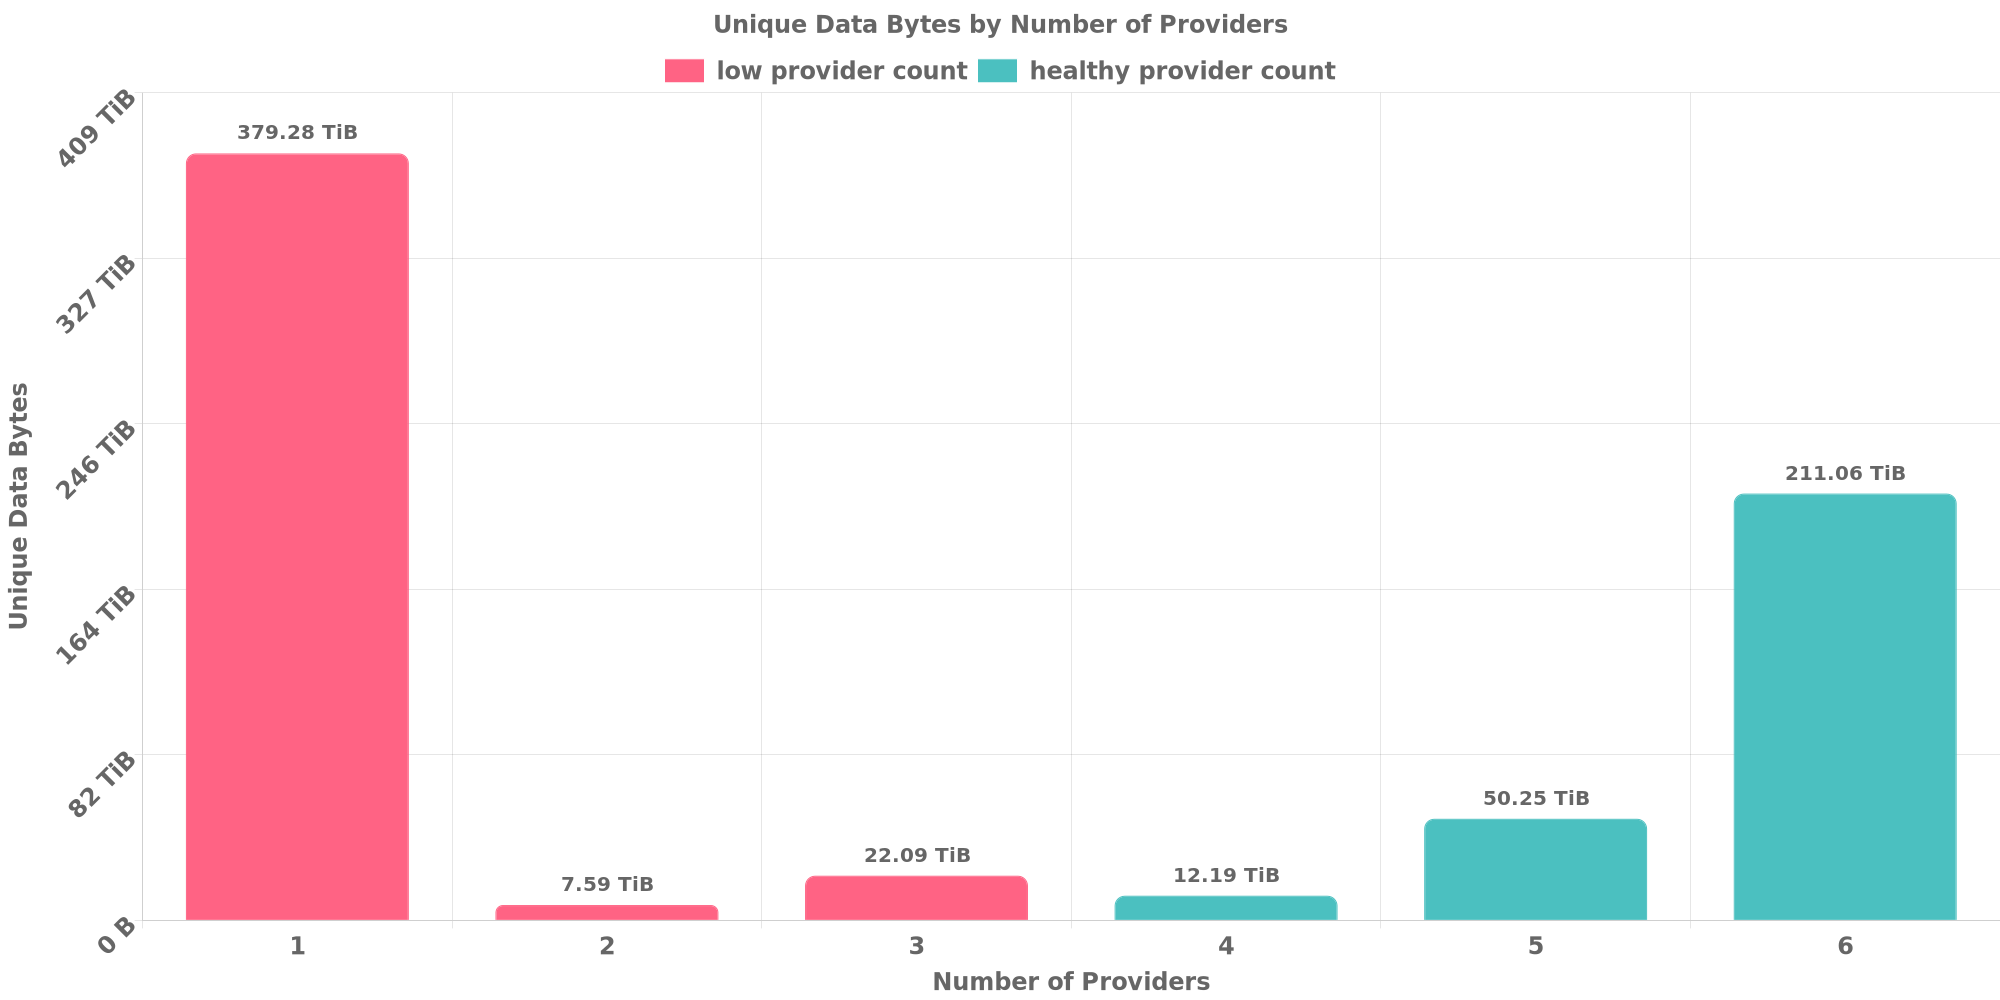 Unique Data Bytes by Number of Providers
low provider count healthy provider count
409 TiB
327 TiB
246 TiB
164 TiB
82 TiB
0 B
Unique Data Bytes
379.28 TiB
7.59 TiB
22.09 TiB
12.19 TiB
50.25 TiB
211.06 TiB
1 2 3 4 5 6
Number of Providers